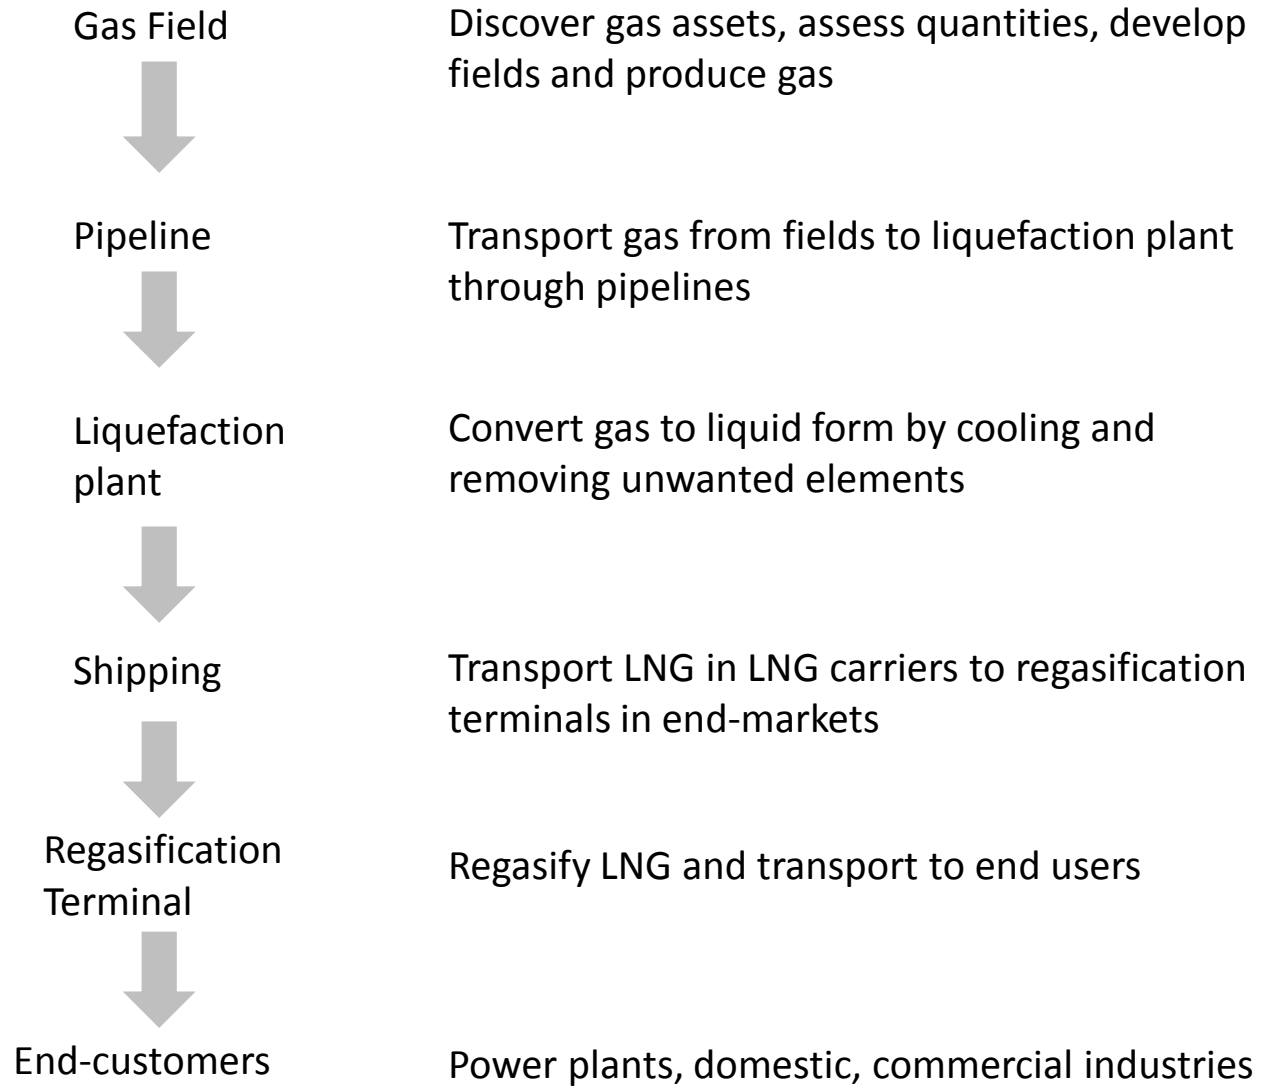 Gas Field
Discover gas assets, assess quantities, develop
fields and produce gas
Pipeline
Transport gas from fields to liquefaction plant
through pipelines
Liquefaction
plant
Convert gas to liquid form by cooling and
removing unwanted elements
Shipping
Transport LNG in LNG carriers to regasification
terminals in end-markets
Regasification
Terminal
Regasify LNG and transport to end users
End-customers
Power plants, domestic, commercial industries